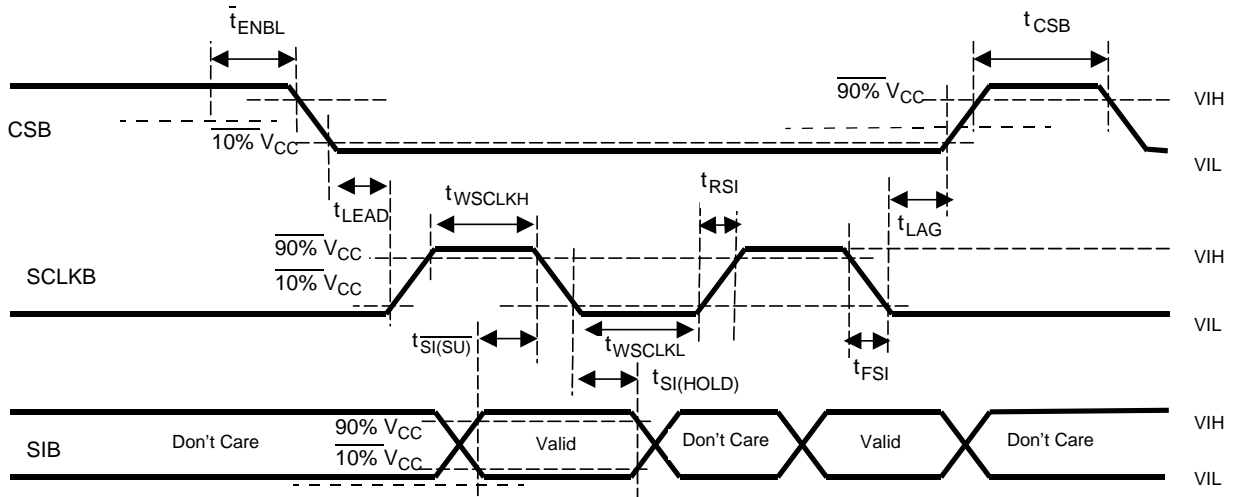 tENBL
tCSB
90% VCC
VIH
CSB
10% VCC
VIL
tRSI
tWSCLKH
tLEAD
tLAG
90% VCC
VIH
10% VCC
SCLKB
VIL
tSI(SU)
tWSCLKL
tFSI
tSI(HOLD)
90% VCC
VIH
Don't Care
Valid
Don't Care
Valid
Don't Care
SIB
10% VCC
VIL